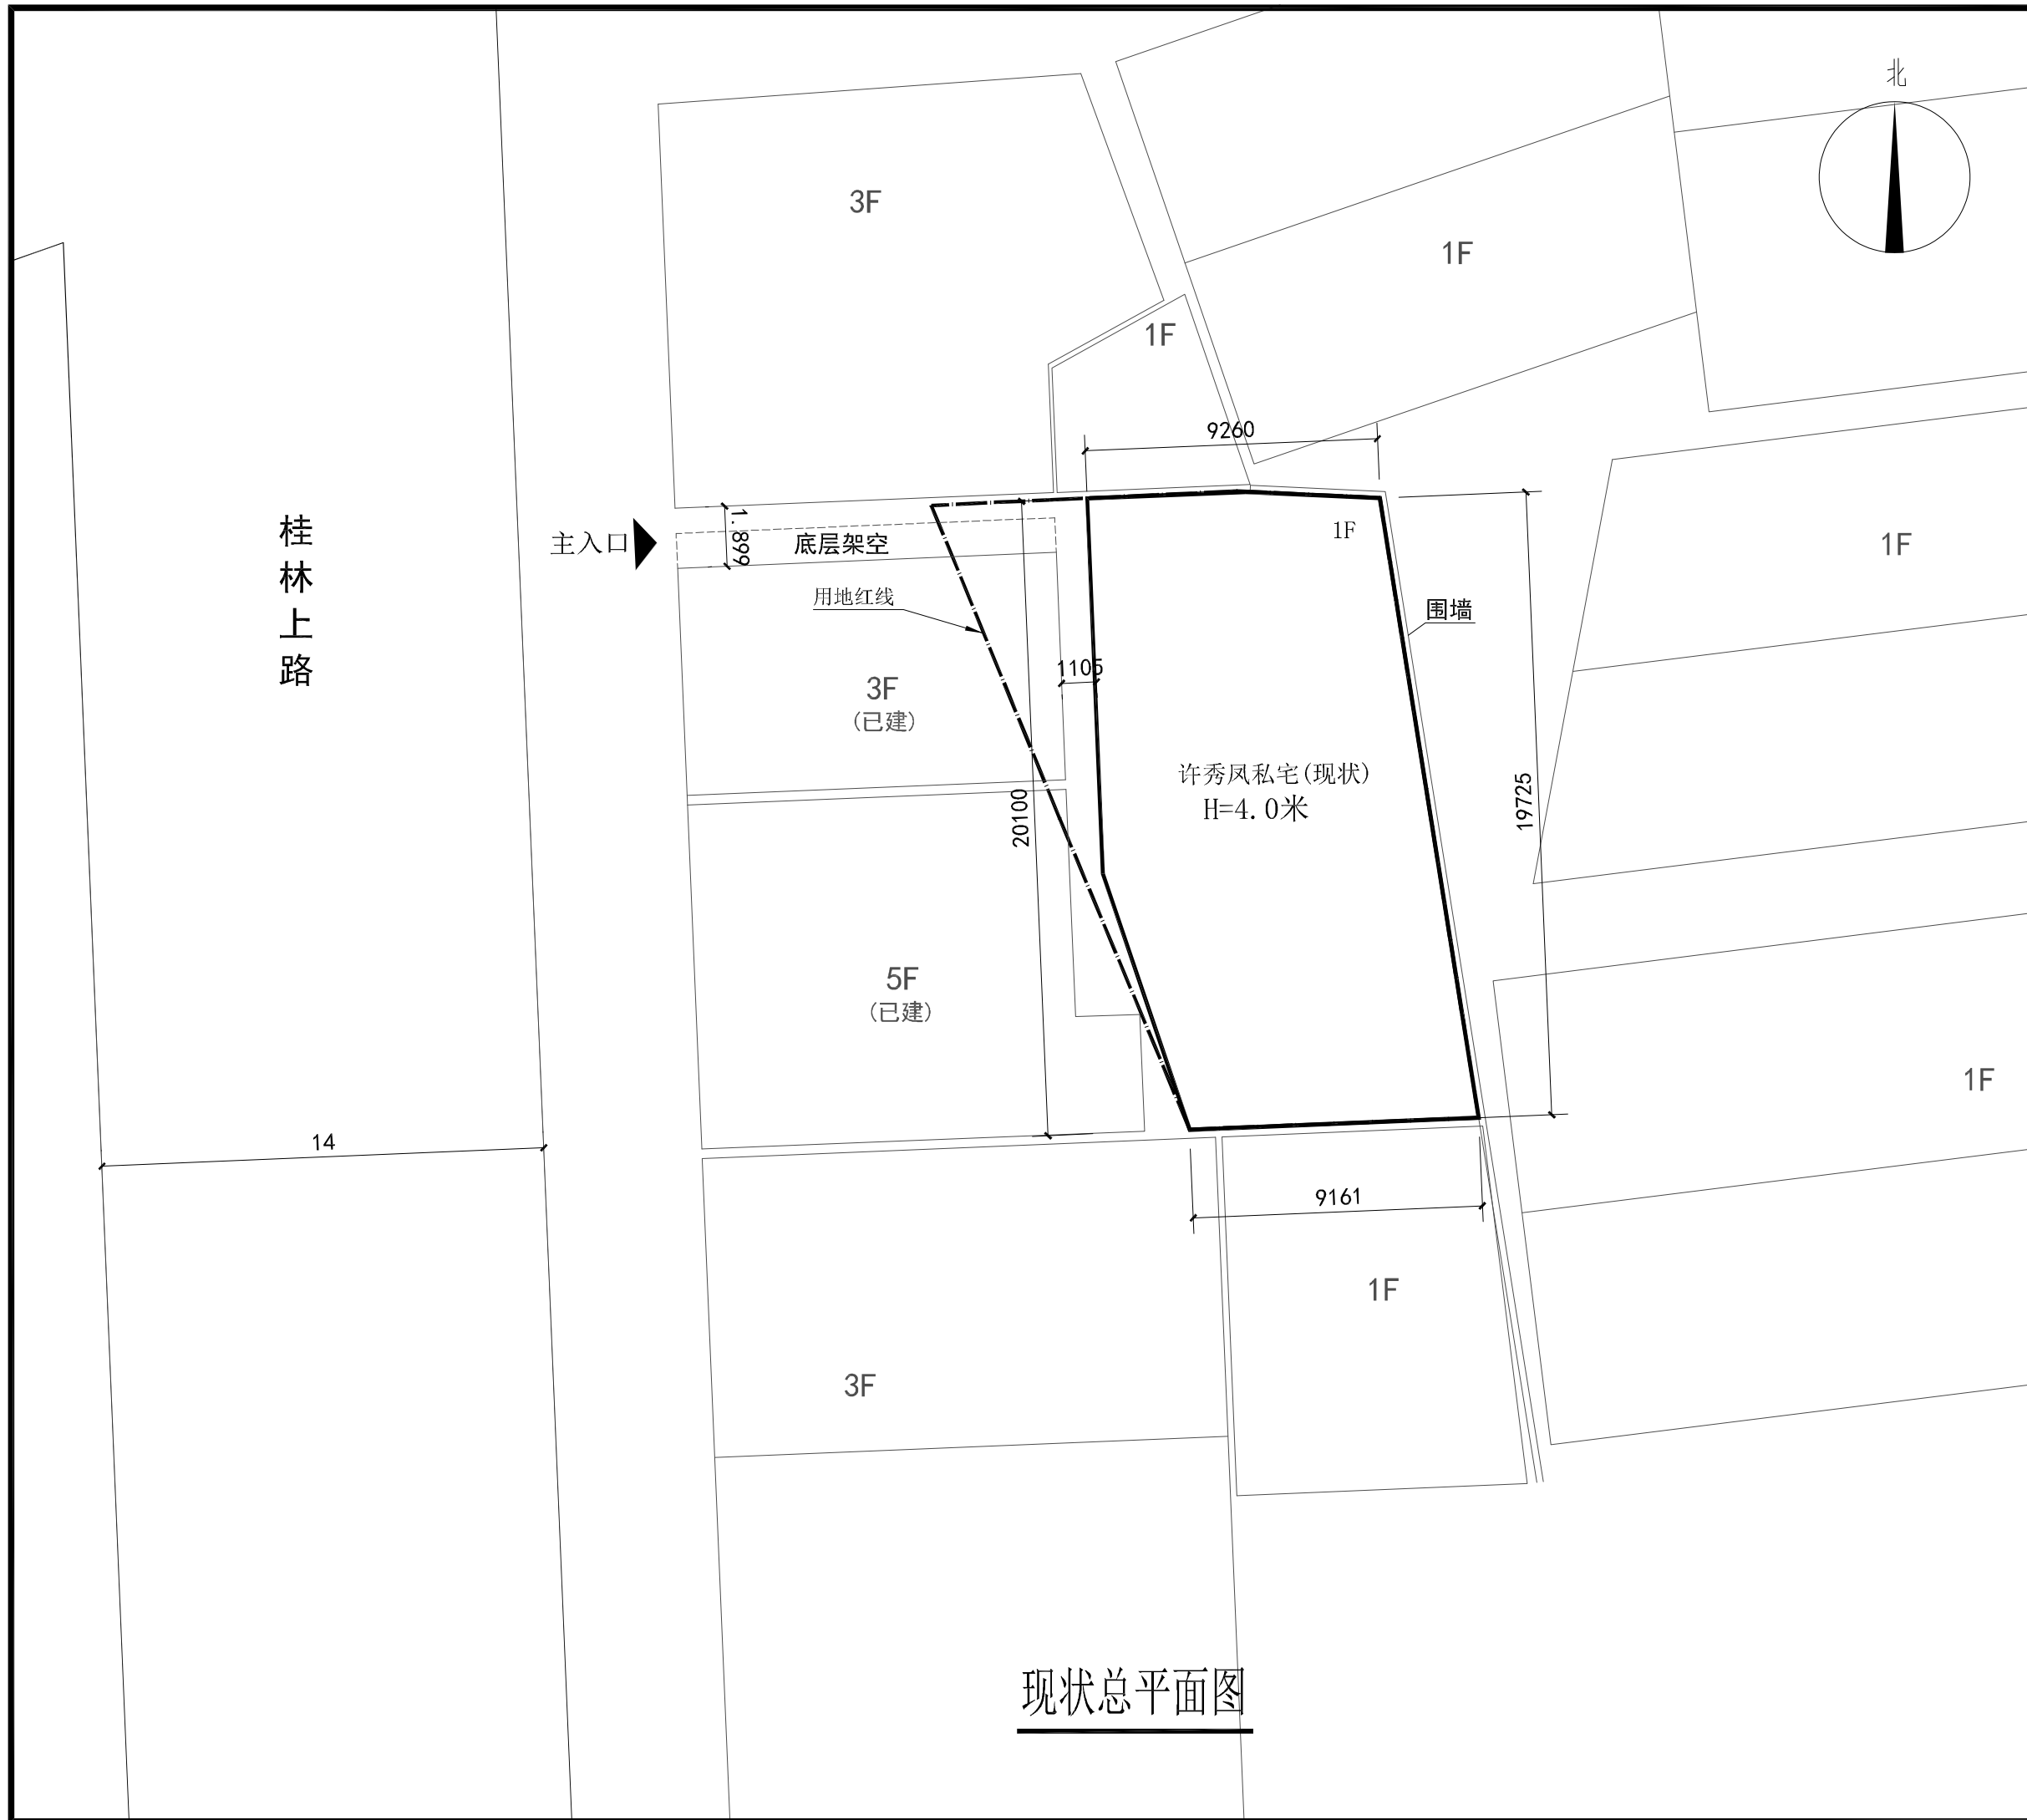 北
3F
1F
1F
9260
桂林上路
主入口
1.899
底层架空
1F
1F
用地红线
围墙
1105
3F
(已建)
许秀凤私宅(现状)
H=4.0米
20100
19725
5F
(已建)
1F
14
9161
1F
3F
现状总平面图